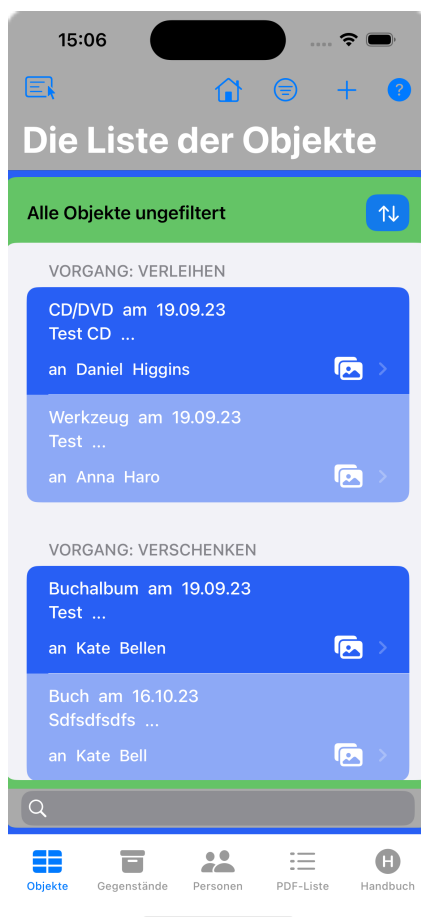 15:06
?
Die Liste der Objekte
Alle Objekte ungefiltert
VORGANG: VERLEIHEN
CD/DVD am 19.09.23
Test CD ...
an Daniel Higgins
Werkzeug am 19.09.23
Test ...
an Anna Haro
VORGANG: VERSCHENKEN
Buchalbum am 19.09.23
Test ...
an Kate Bellen
Buch am 16.10.23
Sdfsdfsdfs ...
an Kate Bell
H
Objekte Gegenstände Personen PDF-Liste Handbuch